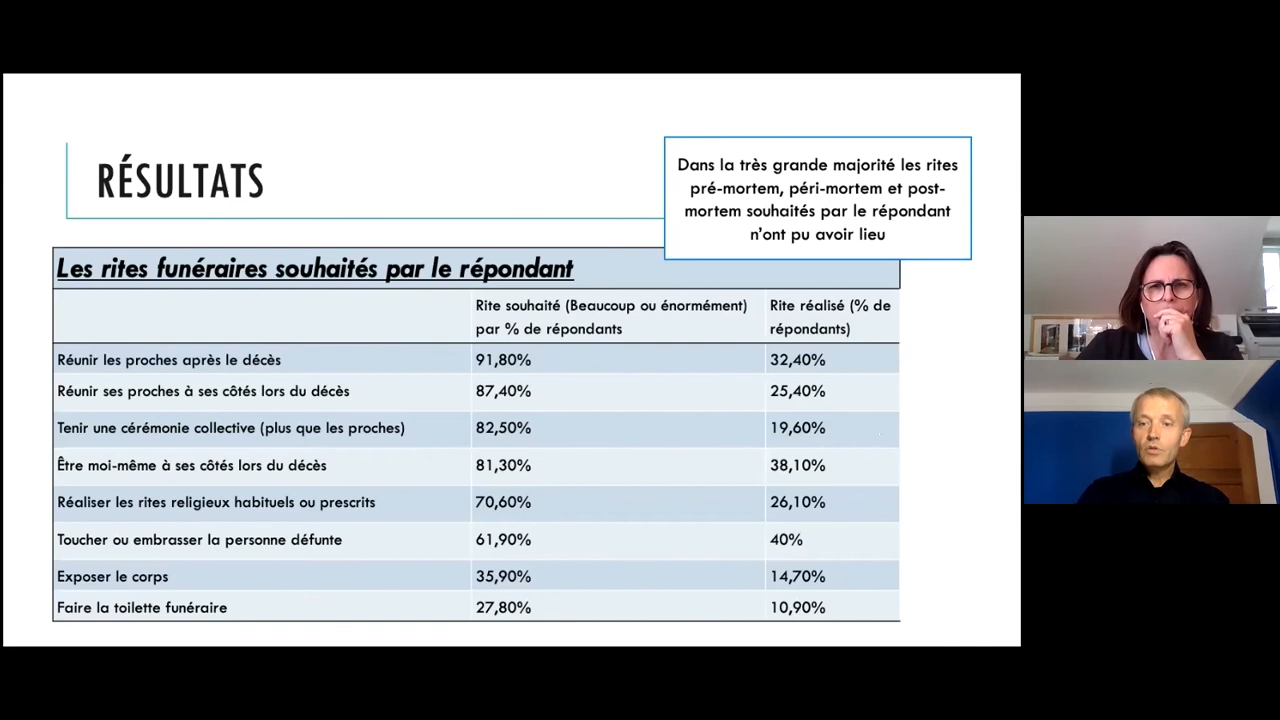 RÉSULTATS
Dans la très grande majorité les rites
pré-mortem, péri-mortem et post-
mortem souhaités par le répondant
n'ont pu avoir lieu
Les rites funéraires souhaités par le répondant
Rite souhaité (Beaucoup ou énormément)
par % de répondants
Rite réalisé (% de
répondants)
Réunir les proches après le décès 91,80% 32,40%
Réunir ses proches à ses côtés lors du décès 87,40% 25,40%
Tenir une cérémonie collective (plus que les proches) 82,50% 19,60%
Être moi-même à ses côtés lors du décès 81,30% 38,10%
Réaliser les rites religieux habituels ou prescrits 70,60% 26,10%
Toucher ou embrasser la personne défunte 61,90% 40%
Exposer le corps 35,90% 14,70%
Faire la toilette funéraire 27,80% 10,90%